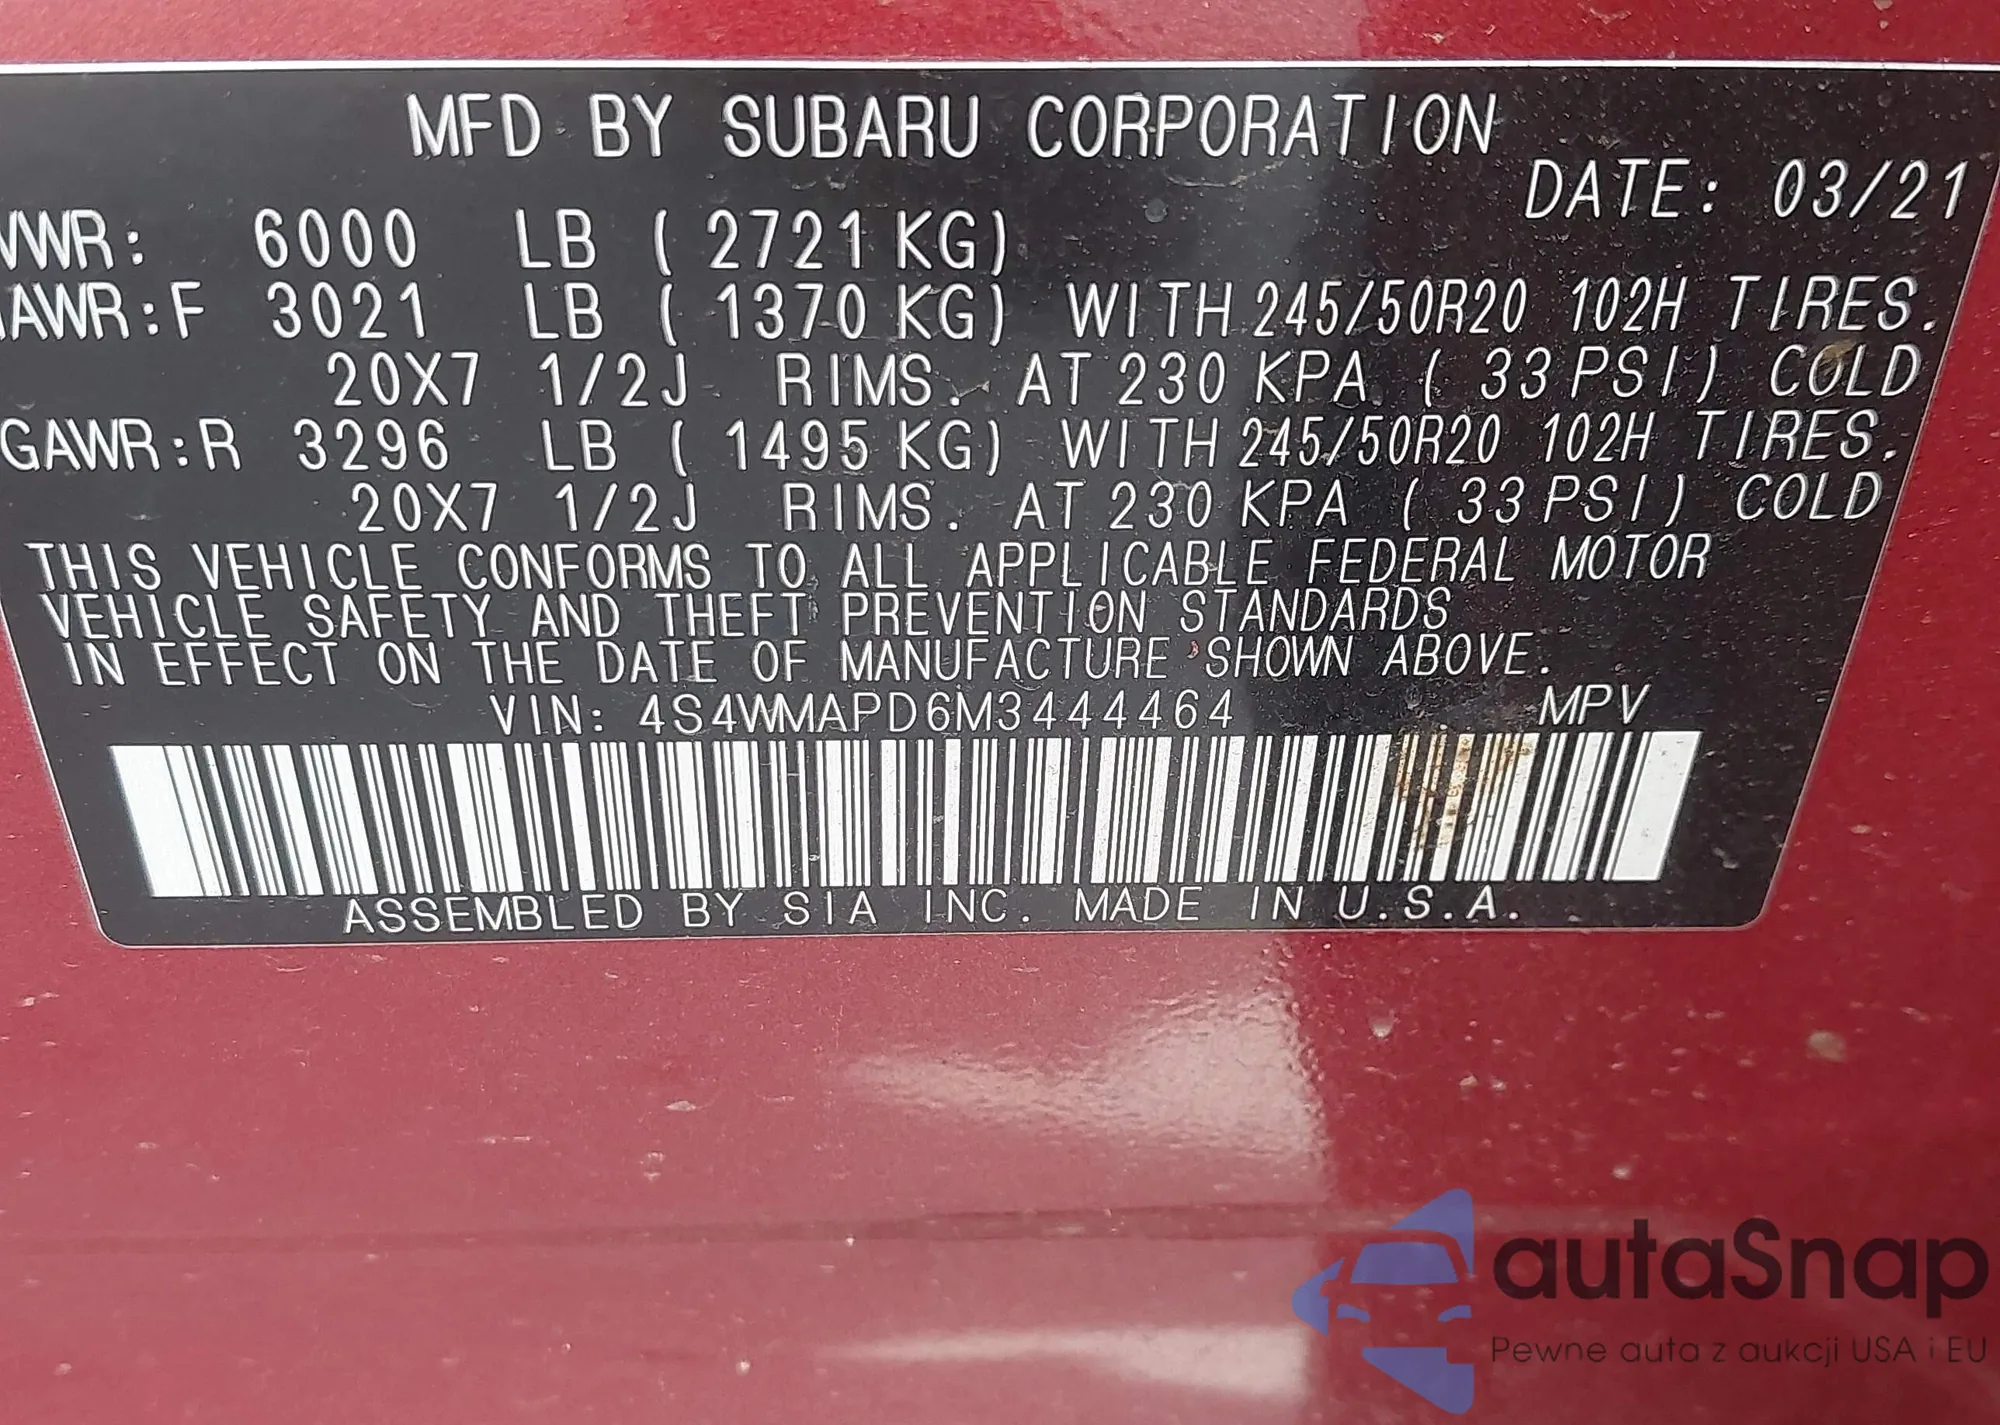 MFD BY SUBARU CORPORATION
DATE: 03/21
VWR: 6000 LB ( 2721 KG)
AWR:F 3021 LB ( 1370 KG) WITH 245/50R20 102H TIRES.
20X7 1/2J RIMS. AT 230 KPA ( 33 PSI) COLD
GAWR:R 3296 LB ( 1495 KG) WITH 245/50R20 102H TIRES.
20X7 1/2J RIMS. AT 230 KPA ( 33 PSI) COLD
THIS VEHICLE CONFORMS TO ALL APPLICABLE FEDERAL MOTOR
VEHICLE SAFETY AND THEFT PREVENTION STANDARDS
IN EFFECT ON THE DATE OF MANUFACTURE SHOWN ABOVE.
VIN: 4S4WMAPD6M3444464 MPV
ASSEMBLED BY SIA INC. MADE IN U.S.A.
autaSnap
Pewne auta z aukcji USA i EU